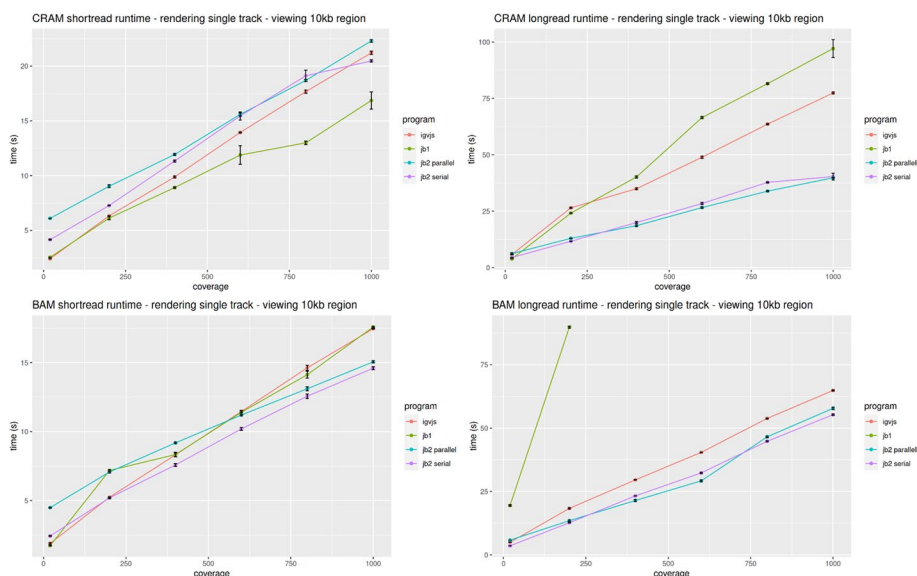 CRAM shortread runtime - rendering single track - viewing 10kb region
time (s)
20
15
10
5
0
250
500
750
1000
coverage
program
igvjs
jb1
jb2 parallel
jb2 serial
CRAM longread runtime - rendering single track - viewing 10kb region
time (s)
100
75
50
25
0
0
250
500
750
1000
coverage
program
igvjs
jb1
jb2 parallel
jb2 serial
BAM shortread runtime - rendering single track - viewing 10kb region
time (s)
15
10
5
0
250
500
750
1000
coverage
program
igvjs
jb1
jb2 parallel
jb2 serial
BAM longread runtime - rendering single track - viewing 10kb region
time (s)
75
50
25
0
0
250
500
750
1000
coverage
program
igvjs
jb1
jb2 parallel
jb2 serial